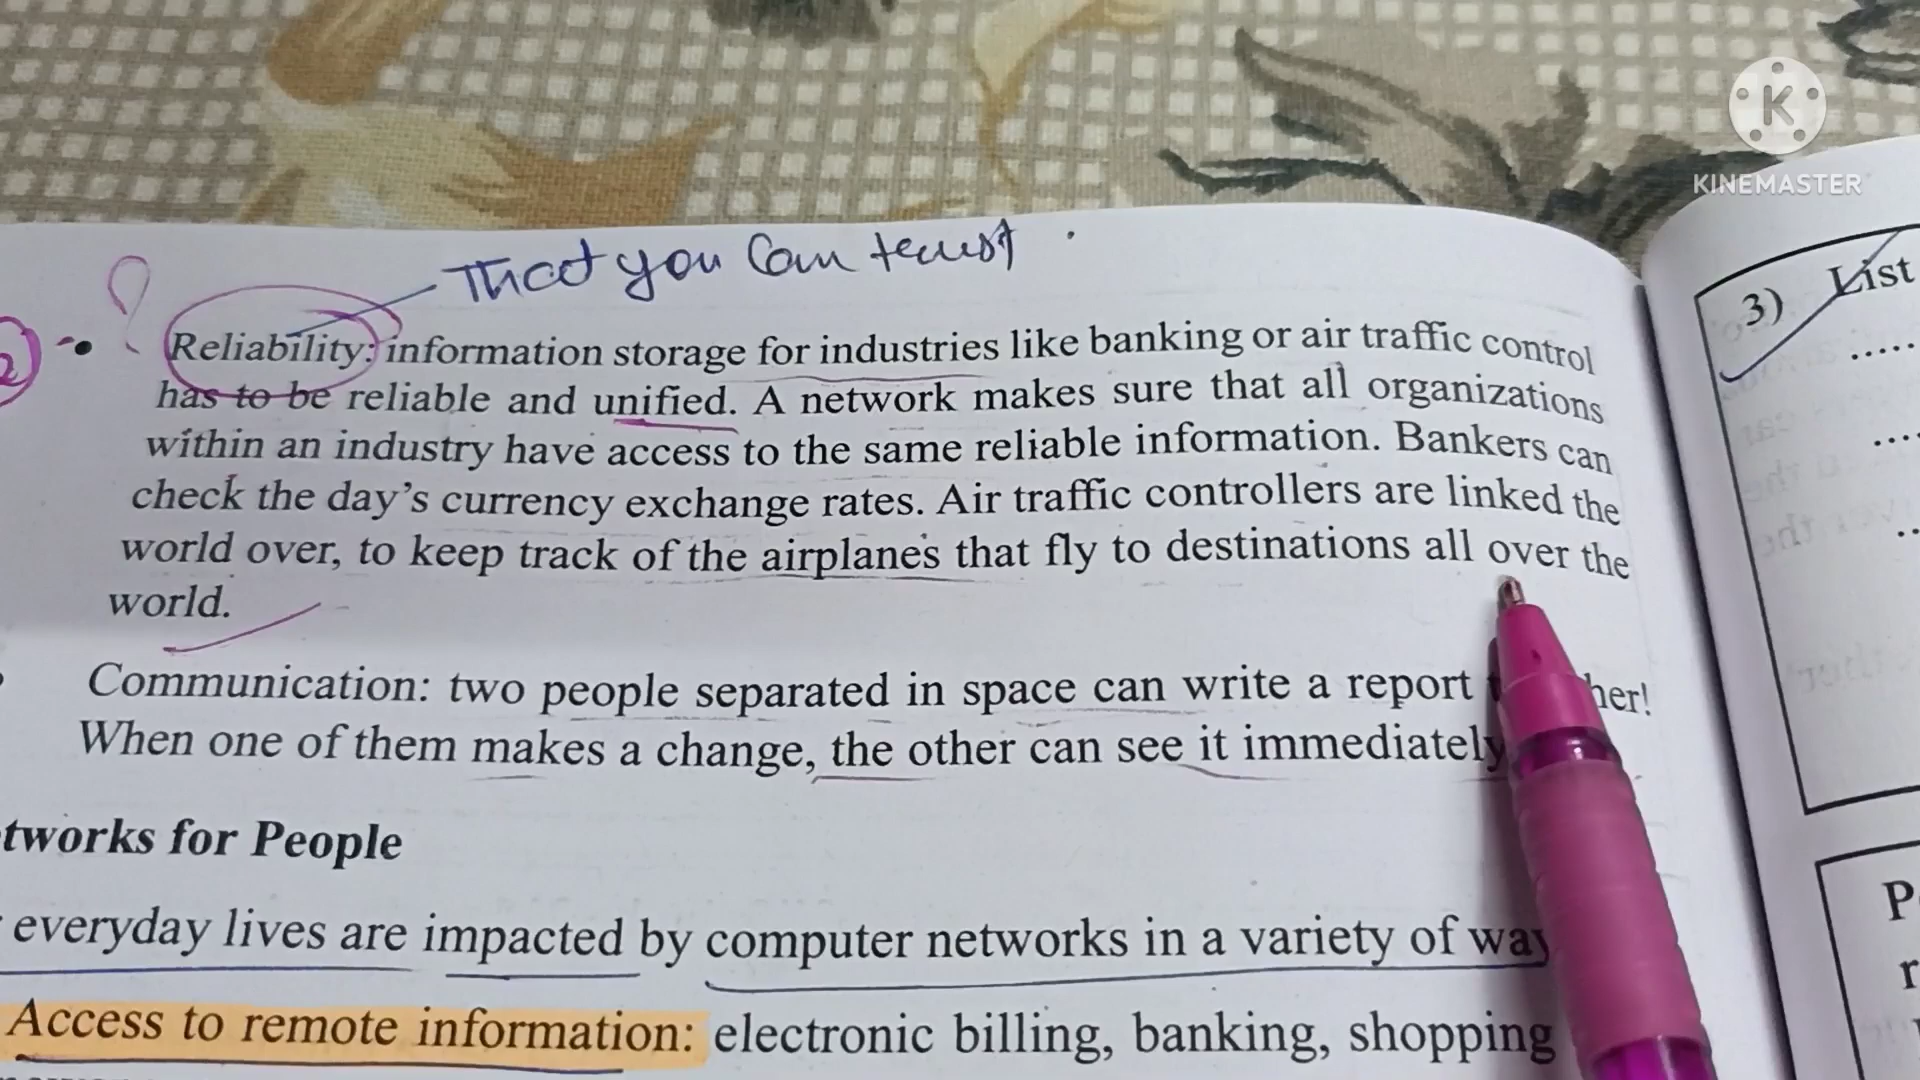 KINEMASTER
That you Can trust.
2)
Reliability: information storage for industries like banking or air traffic control
has to be reliable and unified. A network makes sure that all organizations
within an industry have access to the same reliable information. Bankers can
check the day's currency exchange rates. Air traffic controllers are linked the
world over, to keep track of the airplanes that fly to destinations all over the
world.
Communication: two people separated in space can write a report her!
When one of them makes a change, the other can see it immediately
tworks for People
everyday lives are impacted by computer networks in a variety of way
Access to remote information: electronic billing, banking, shopping
3) List
.....
....
..
P
r